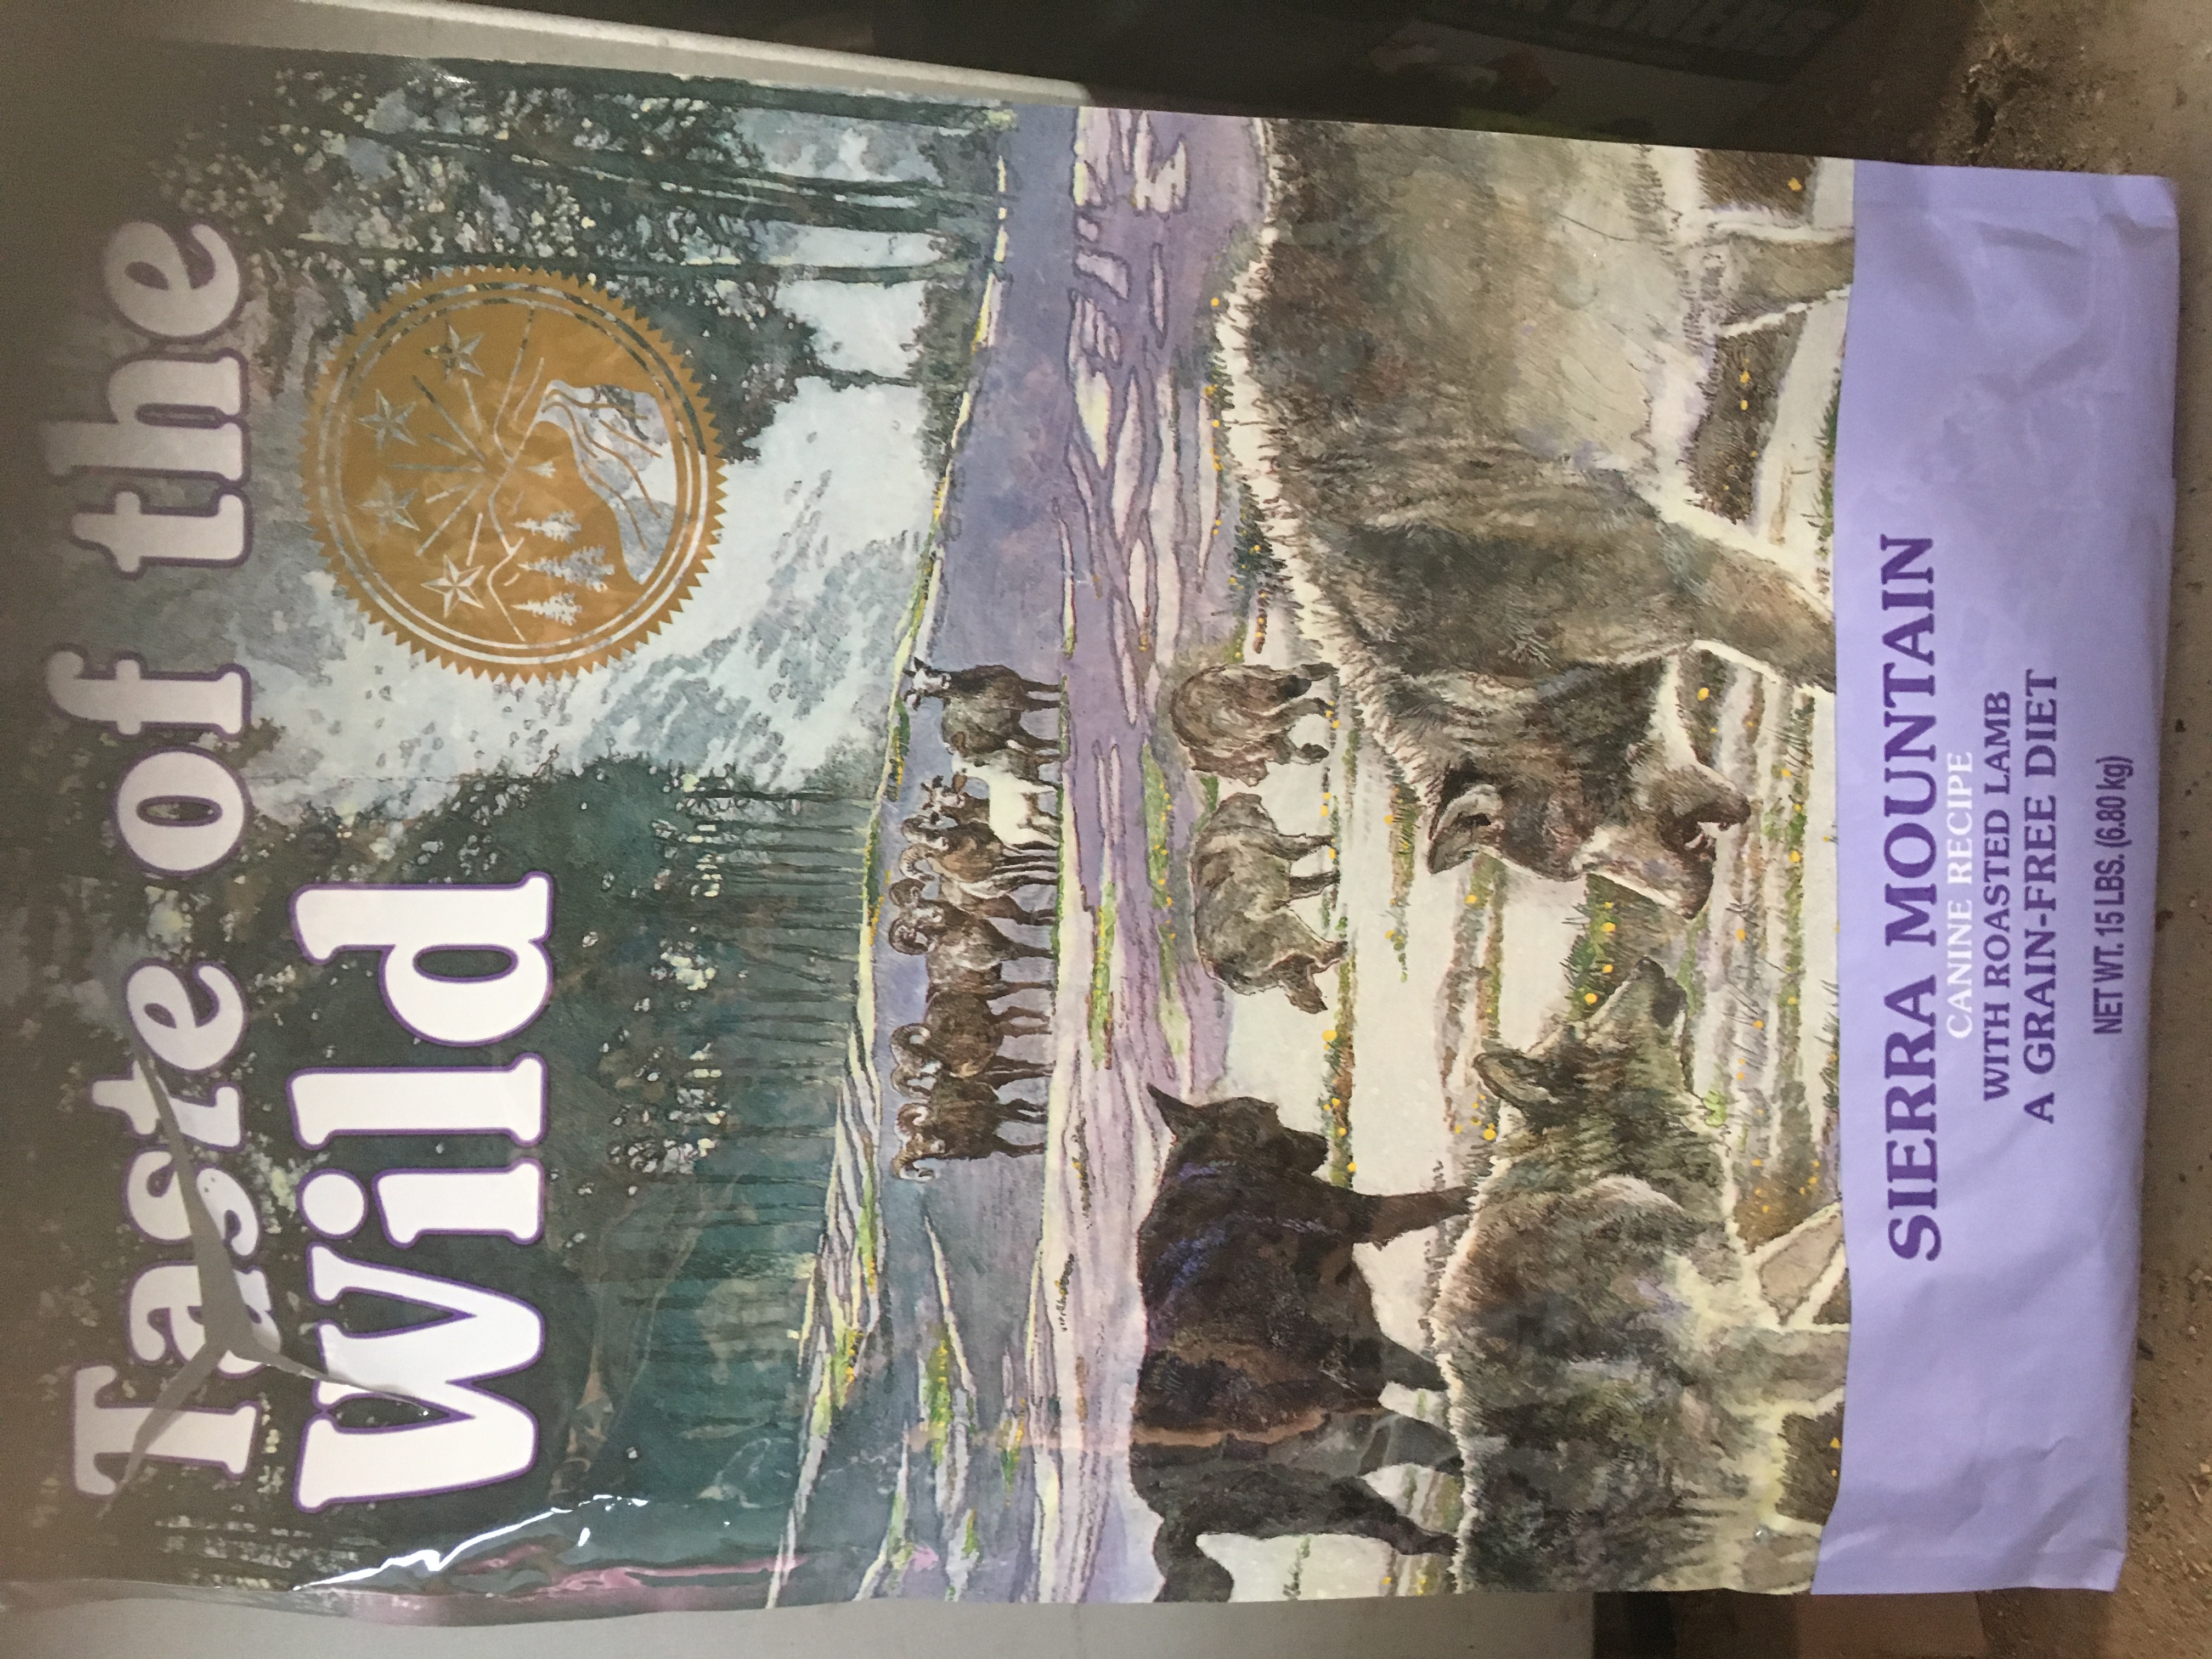 Taste of the
Wild
SIERRA MOUNTAIN
CANINE RECIPE
WITH ROASTED LAMB
A GRAIN-FREE DIET
NET WT. 15 LBS. (6.80 kg)